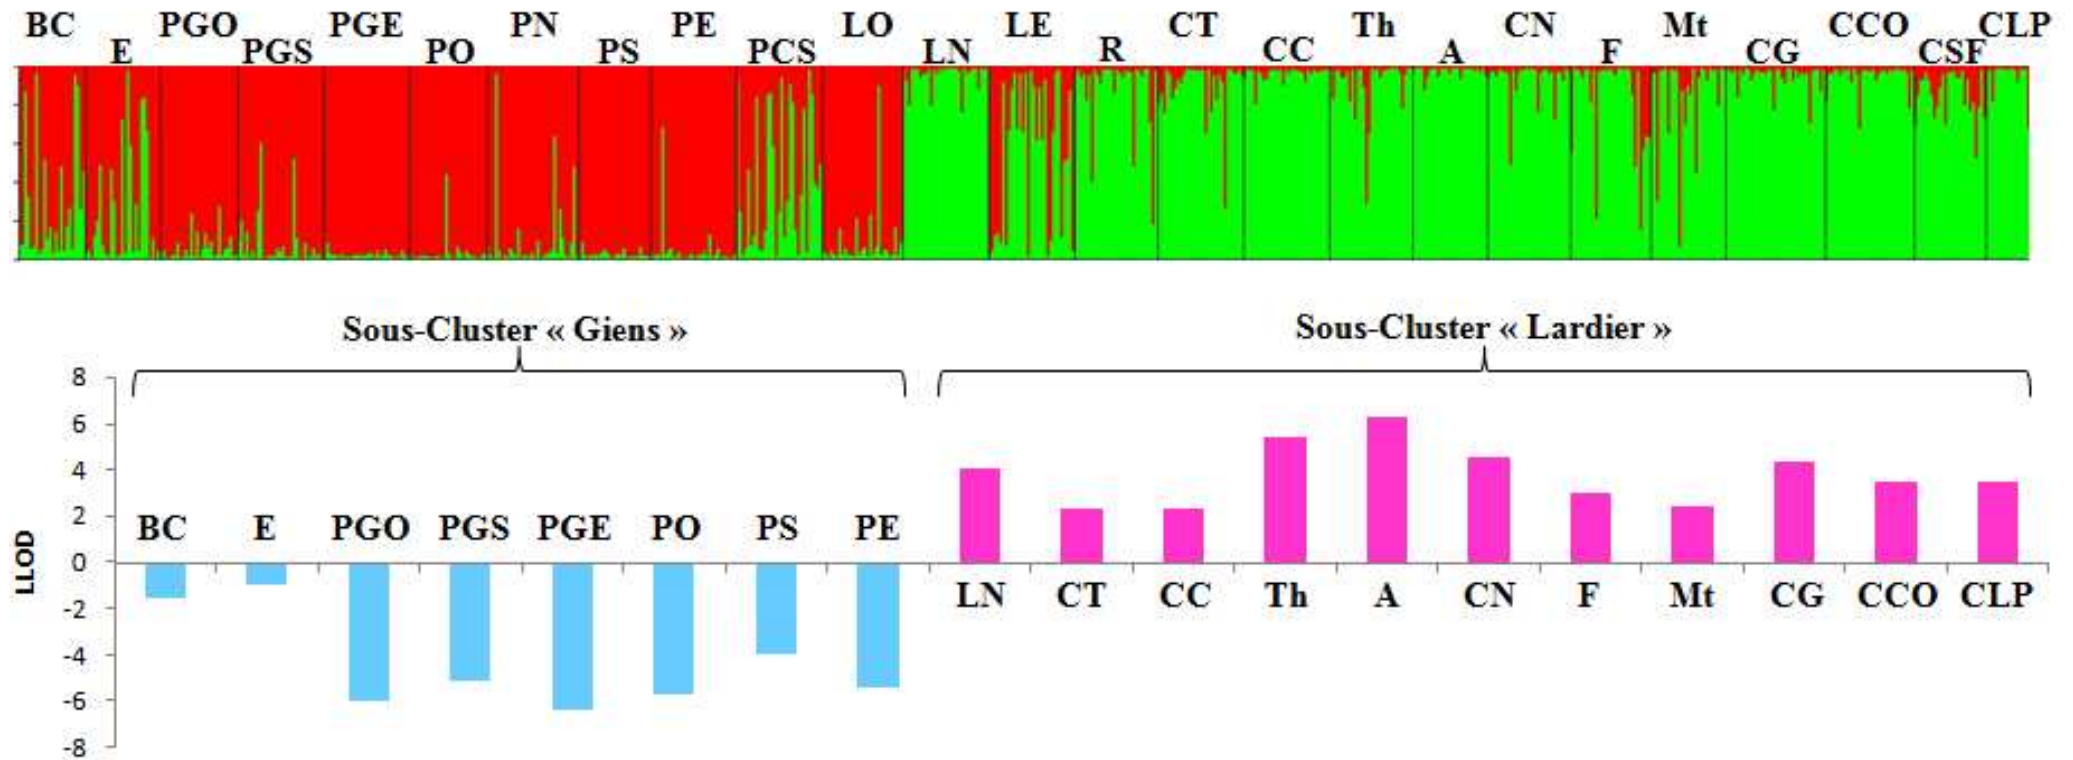 BC PGO PGE PN PE LO LE CT Th CN Mt CCO CLP
E PGS PO PS PCS LN R CC A F CG CSF
Sous-Cluster « Giens » Sous-Cluster « Lardier »
8
6
4
2
0
-2
-4
-6
-8
LLOD
BC E PGO PGS PGE PO PS PE
LN CT CC Th A CN F Mt CG CCO CLP